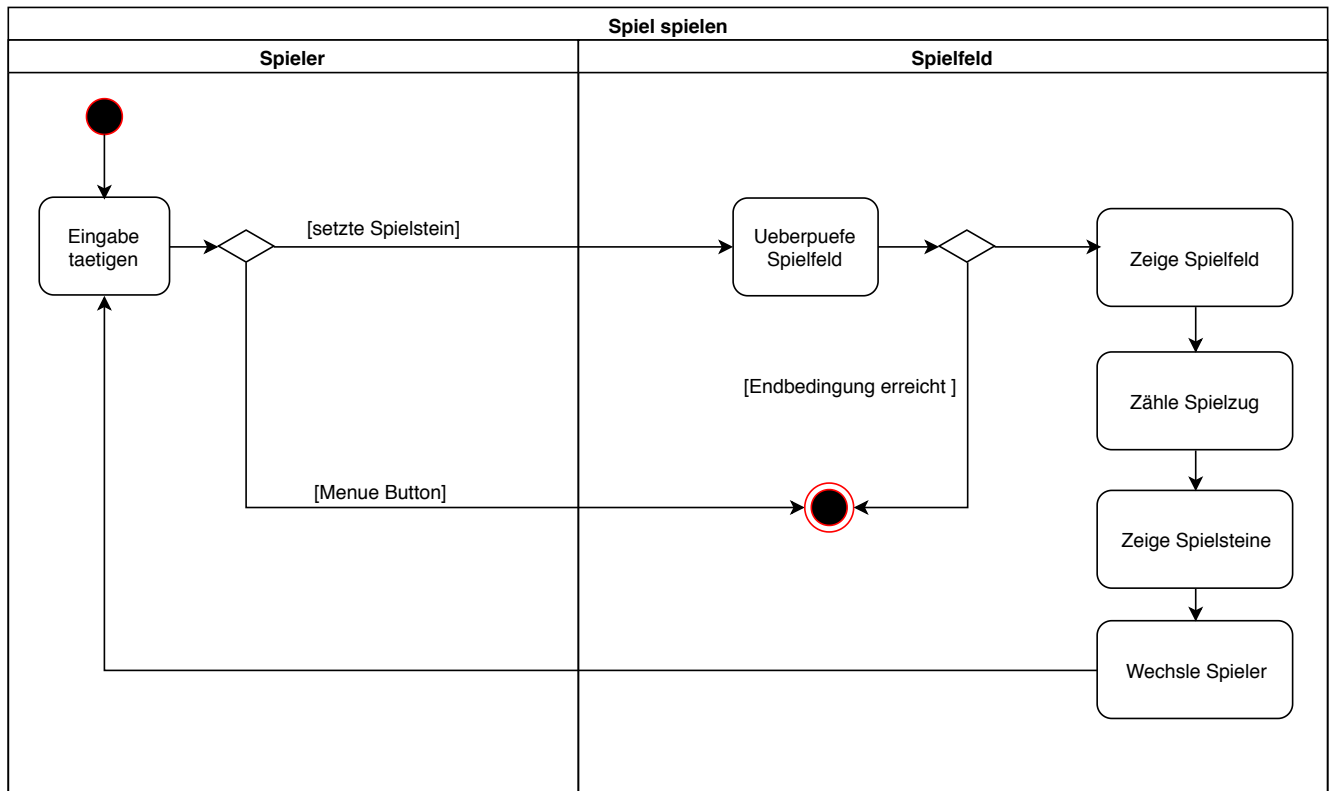 Spiel spielen
Spieler
Spielfeld
Eingabe
taetigen
[setzte Spielstein]
Ueberpuefe
Spielfeld
Zeige Spielfeld
[Endbedingung erreicht ]
Zähle Spielzug
[Menue Button]
Zeige Spielsteine
Wechsle Spieler